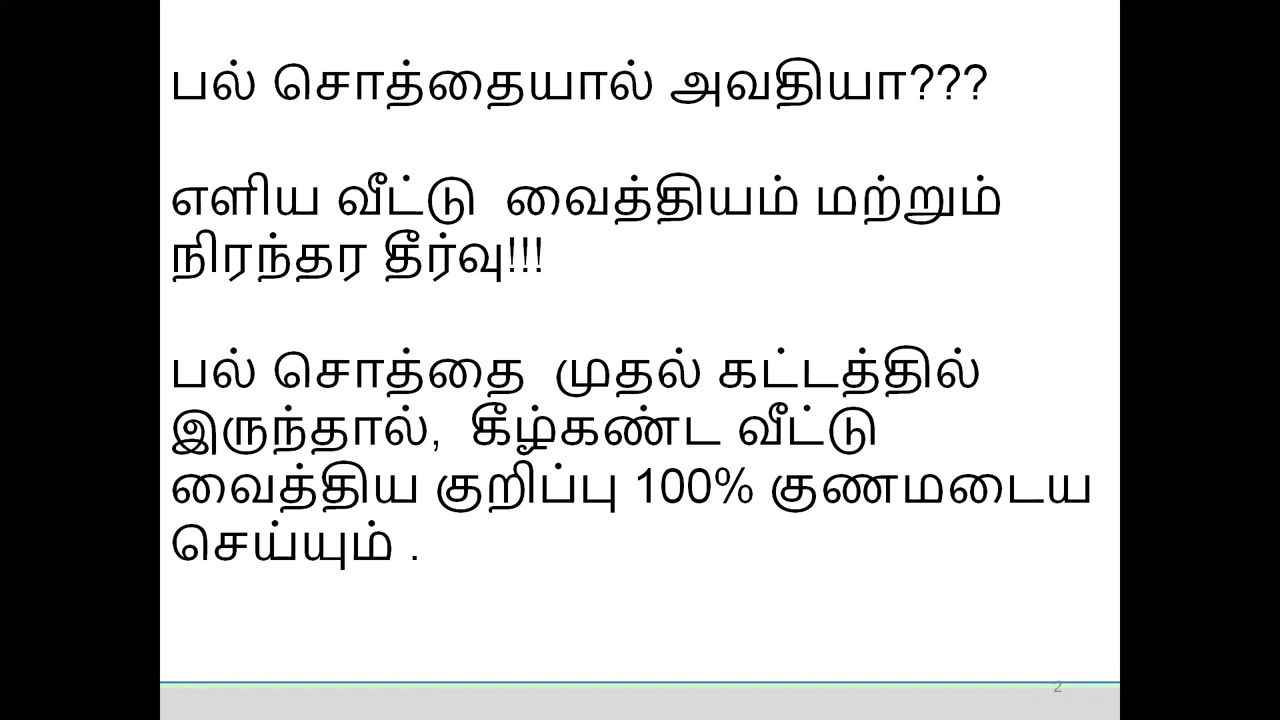 பல் சொத்தையால் அவதியா???
எளிய வீட்டு வைத்தியம் மற்றும்
நிரந்தர தீர்வு!!!
பல் சொத்தை முதல் கட்டத்தில்
இருந்தால், கீழ்கண்ட வீட்டு
வைத்திய குறிப்பு 100% குணமடைய
செய்யும் .
2